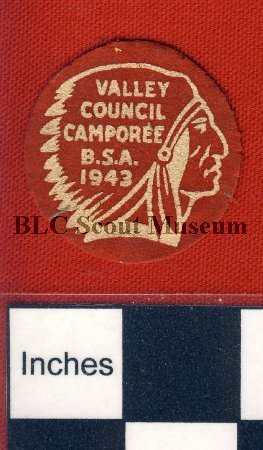 VALLEY
COUNCIL
CAMPOREE
B.S.A.
1943
BLC Scout Museum
Inches